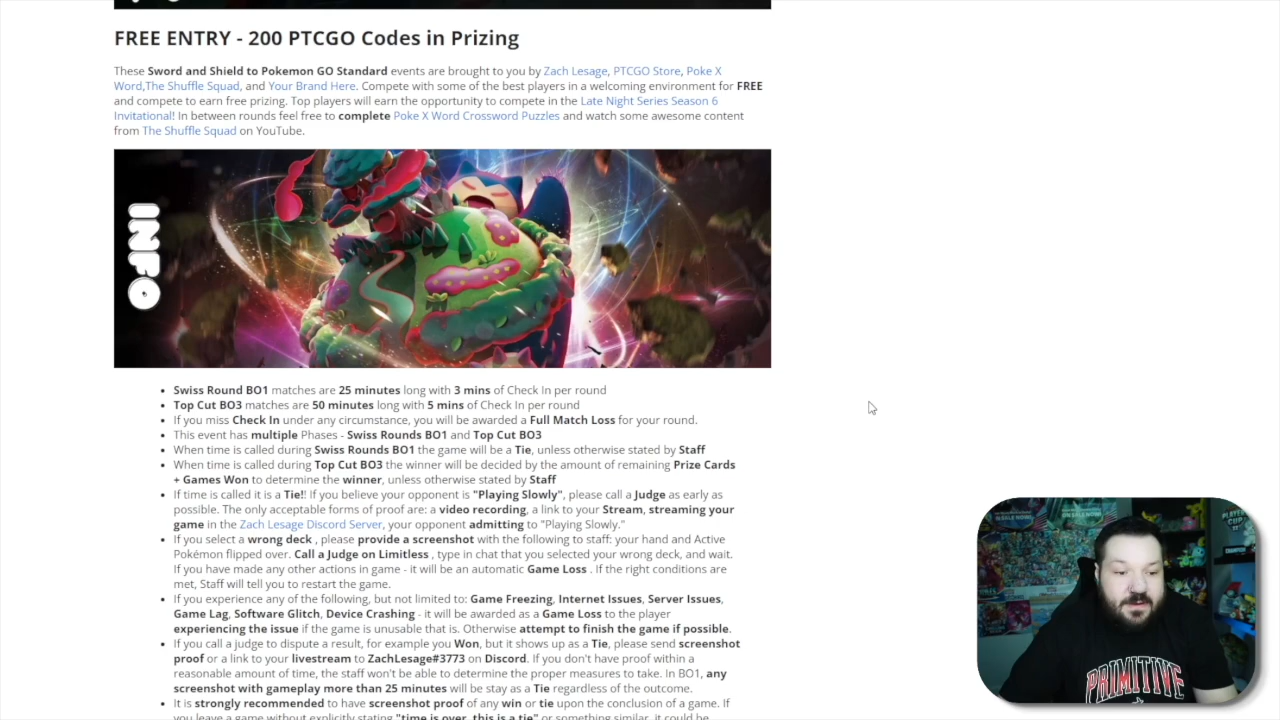 FREE ENTRY - 200 PTCGO Codes in Prizing
These Sword and Shield to Pokemon GO Standard events are brought to you by Zach Lesage, PTCGO Store, Poke X
Word,The Shuffle Squad, and Your Brand Here. Compete with some of the best players in a welcoming environment for FREE
and compete to earn free prizing. Top players will earn the opportunity to compete in the Late Night Series Season 6
Invitational! In between rounds feel free to complete Poke X Word Crossword Puzzles and watch some awesome content
from The Shuffle Squad on YouTube.
INFO
• Swiss Round BO1 matches are 25 minutes long with 3 mins of Check In per round
• Top Cut BO3 matches are 50 minutes long with 5 mins of Check In per round
• If you miss Check In under any circumstance, you will be awarded a Full Match Loss for your round.
• This event has multiple Phases - Swiss Rounds BO1 and Top Cut BO3
• When time is called during Swiss Rounds BO1 the game will be a Tie, unless otherwise stated by Staff
• When time is called during Top Cut BO3 the winner will be decided by the amount of remaining Prize Cards
+ Games Won to determine the winner, unless otherwise stated by Staff
• If time is called it is a Tie!! If you believe your opponent is "Playing Slowly", please call a Judge as early as
possible. The only acceptable forms of proof are: a video recording, a link to your Stream, streaming your
game in the Zach Lesage Discord Server, your opponent admitting to "Playing Slowly."
• If you select a wrong deck , please provide a screenshot with the following to staff: your hand and Active
Pokémon flipped over. Call a Judge on Limitless , type in chat that you selected your wrong deck, and wait.
If you have made any other actions in game - it will be an automatic Game Loss . If the right conditions are
met, Staff will tell you to restart the game.
• If you experience any of the following, but not limited to: Game Freezing, Internet Issues, Server Issues,
Game Lag, Software Glitch, Device Crashing - it will be awarded as a Game Loss to the player
experiencing the issue if the game is unusable that is. Otherwise attempt to finish the game if possible.
• If you call a judge to dispute a result, for example you Won, but it shows up as a Tie, please send screenshot
proof or a link to your livestream to ZachLesage#3773 on Discord. If you don't have proof within a
reasonable amount of time, the staff won't be able to determine the proper measures to take. In BO1, any
screenshot with gameplay more than 25 minutes will be stay as a Tie regardless of the outcome.
• It is strongly recommended to have screenshot proof of any win or tie upon the conclusion of a game. If
you leave a game without explicitly stating "time is over, this is a tie" or something similar, it could be
PRIMITIVE